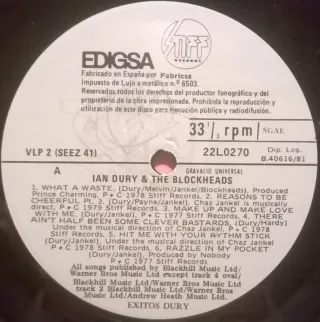 EDIGSA
STIFF
RECORDS
Fabricado en España por Fabricsa
Impuesto de Lujo a metálico n.º 6503.
Reservados todos los derechos del productor fonográfico y del
propietario de la obra impresionada. Prohibida la reproducción y
utilización de este disco para Ejecución pública y radiodifusión.
VLP 2 (SEEZ 41)
33 1/3 rpm
SGAE
22L0270
Dip. Leg.
B.40616/81
A
GRAVACIÓ UNIVERSAL
IAN DURY & THE BLOCKHEADS
1. WHAT A WASTE, (Dury/Melvin/Jankel/Blockheads), Produced
Prince Charming, P + C 1978 Stiff Records, 2. REASONS TO BE
CHEERFUL Pt. 3, (Dury/Payne/Jankel), Chaz Jankel is musically
direct, P + C 1979 Stiff Records, 3. MAKE UP AND MAKE LOVE
WITH ME, (Dury/Jankel), P + C 1977 Stiff Records, 4. THERE
AIN'T HALF BEEN SOME CLEVER BASTARDS, (Dury/Hardy)
Under the musical direction of Chaz Jankel P + C 1978
Stiff Records, 5. HIT ME WITH YOUR RHYTHM STICK
(Dury/Jankel), Under the musical direction of Chaz Jankel
P + C 1978 Stiff Records, 6. RAZZLE IN MY POCKET
(Dury/Jankel), Produced by Nobody
(P + C) 1977 Stiff Records.
All songs published by Blackhill Music Ltd/
Warner Bros Music Ltd except track 4 oval/
Blackhill Music Ltd/Warner Bros Music Ltd/
track 2 Blackhill Music Ltd/Warner Bros
Music Ltd./Andrew Heath Music Ltd.
EXITOS DURY